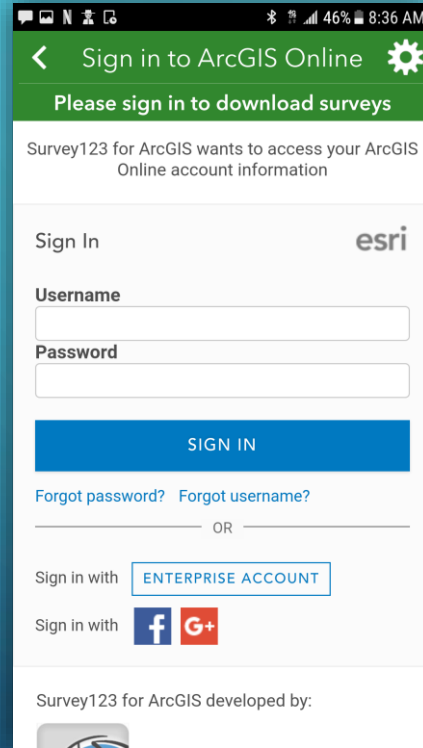 46% 8:36 AM
Sign in to ArcGIS Online
Please sign in to download surveys
Survey123 for ArcGIS wants to access your ArcGIS
Online account information
Sign In esri
Username
Password
SIGN IN
Forgot password? Forgot username?
OR
Sign in with ENTERPRISE ACCOUNT
Sign in with f G+
Survey123 for ArcGIS developed by: